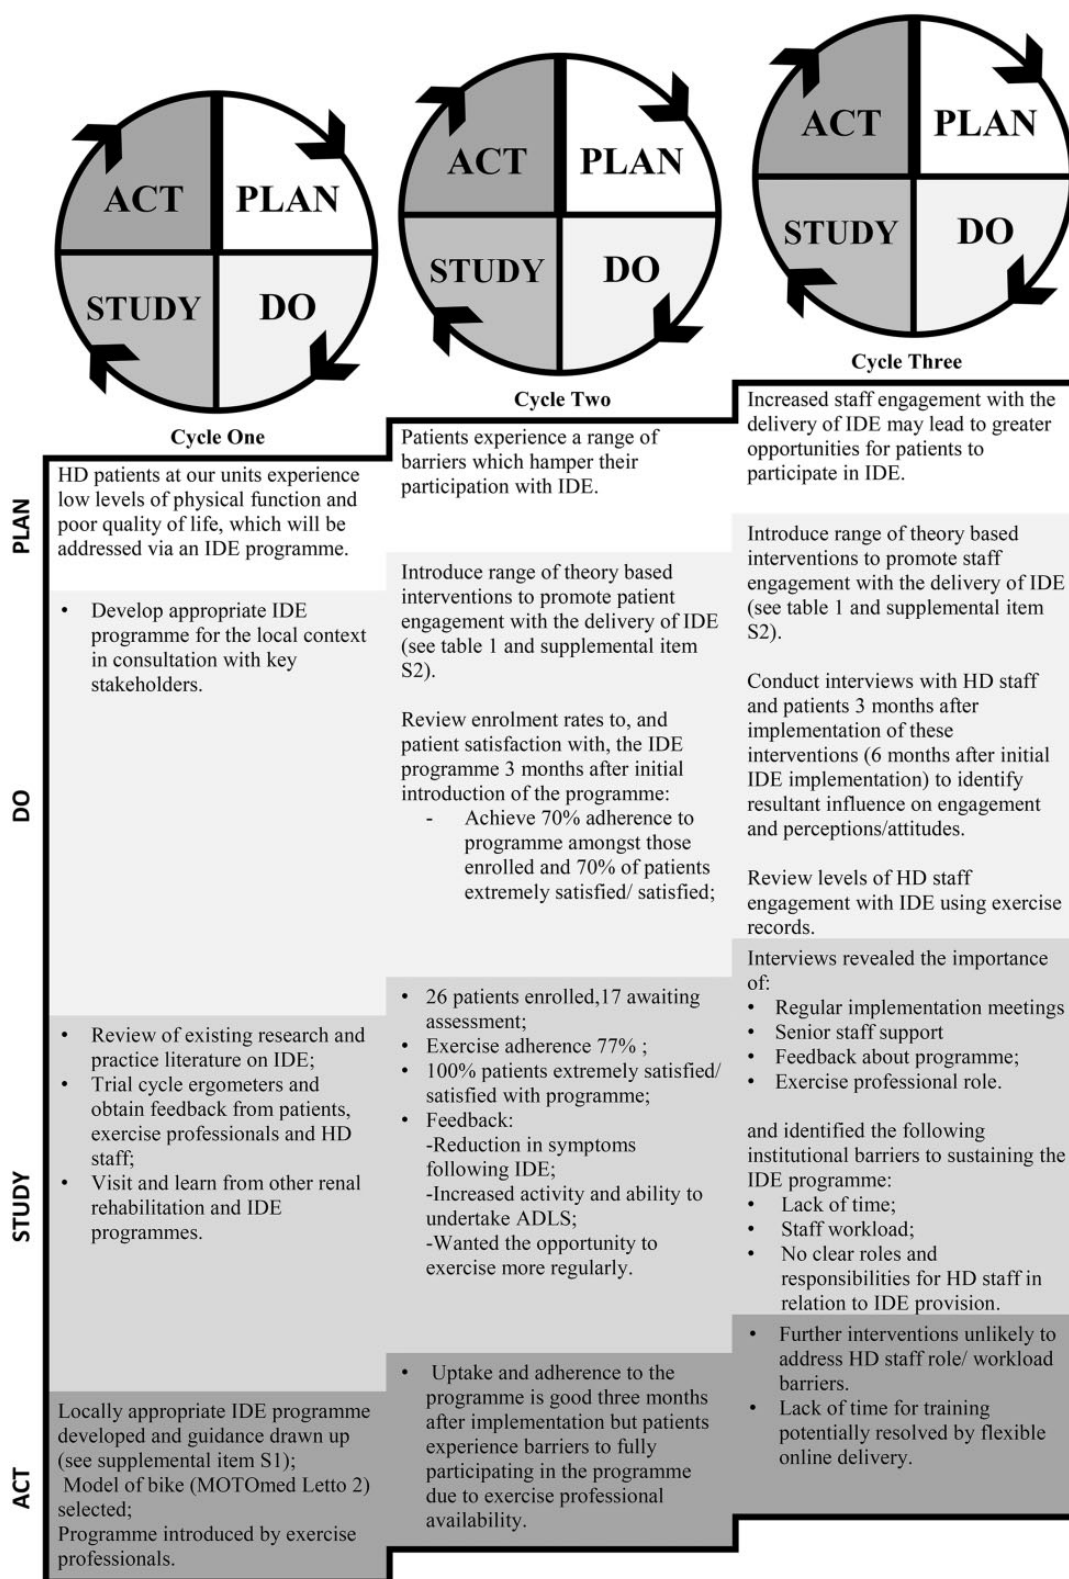 ACT
PLAN
STUDY
DO
Cycle One
ACT
PLAN
STUDY
DO
Cycle Two
ACT
PLAN
STUDY
DO
Cycle Three
PLAN
DO
STUDY
ACT
HD patients at our units experience
low levels of physical function and
poor quality of life, which will be
addressed via an IDE programme.
• Develop appropriate IDE
programme for the local context
in consultation with key
stakeholders.
• Review of existing research and
practice literature on IDE;
• Trial cycle ergometers and
obtain feedback from patients,
exercise professionals and HD
staff;
• Visit and learn from other renal
rehabilitation and IDE
programmes.
Locally appropriate IDE programme
developed and guidance drawn up
(see supplemental item S1);
Model of bike (MOTOmed Letto 2)
selected;
Programme introduced by exercise
professionals.
Patients experience a range of
barriers which hamper their
participation with IDE.
Introduce range of theory based
interventions to promote patient
engagement with the delivery of IDE
(see table 1 and supplemental item
S2).
Review enrolment rates to, and
patient satisfaction with, the IDE
programme 3 months after initial
introduction of the programme:
- Achieve 70% adherence to
programme amongst those
enrolled and 70% of patients
extremely satisfied/ satisfied;
• 26 patients enrolled,17 awaiting
assessment;
• Exercise adherence 77% ;
• 100% patients extremely satisfied/
satisfied with programme;
• Feedback:
-Reduction in symptoms
following IDE;
-Increased activity and ability to
undertake ADLS;
-Wanted the opportunity to
exercise more regularly.
• Uptake and adherence to the
programme is good three months
after implementation but patients
experience barriers to fully
participating in the programme
due to exercise professional
availability.
Increased staff engagement with the
delivery of IDE may lead to greater
opportunities for patients to
participate in IDE.
Introduce range of theory based
interventions to promote staff
engagement with the delivery of IDE
(see table 1 and supplemental item
S2).
Conduct interviews with HD staff
and patients 3 months after
implementation of these
interventions (6 months after initial
IDE implementation) to identify
resultant influence on engagement
and perceptions/attitudes.
Review levels of HD staff
engagement with IDE using exercise
records.
Interviews revealed the importance
of:
• Regular implementation meetings
• Senior staff support
• Feedback about programme;
• Exercise professional role.
and identified the following
institutional barriers to sustaining the
IDE programme:
• Lack of time;
• Staff workload;
• No clear roles and
responsibilities for HD staff in
relation to IDE provision.
• Further interventions unlikely to
address HD staff role/ workload
barriers.
• Lack of time for training
potentially resolved by flexible
online delivery.